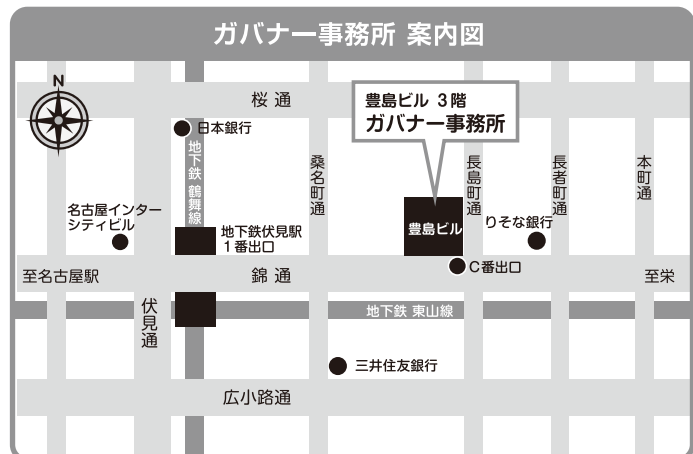 ガバナー事務所 案内図
N
桜 通
豊島ビル 3階
ガバナー事務所
日本銀行
地下鉄 鶴舞線
桑名町通
長島町通
長者町通
本町通
名古屋インター
シティビル
地下鉄伏見駅
1番出口
豊島ビル
りそな銀行
C番出口
至名古屋駅
錦 通
至栄
伏見通
地下鉄 東山線
三井住友銀行
広小路通